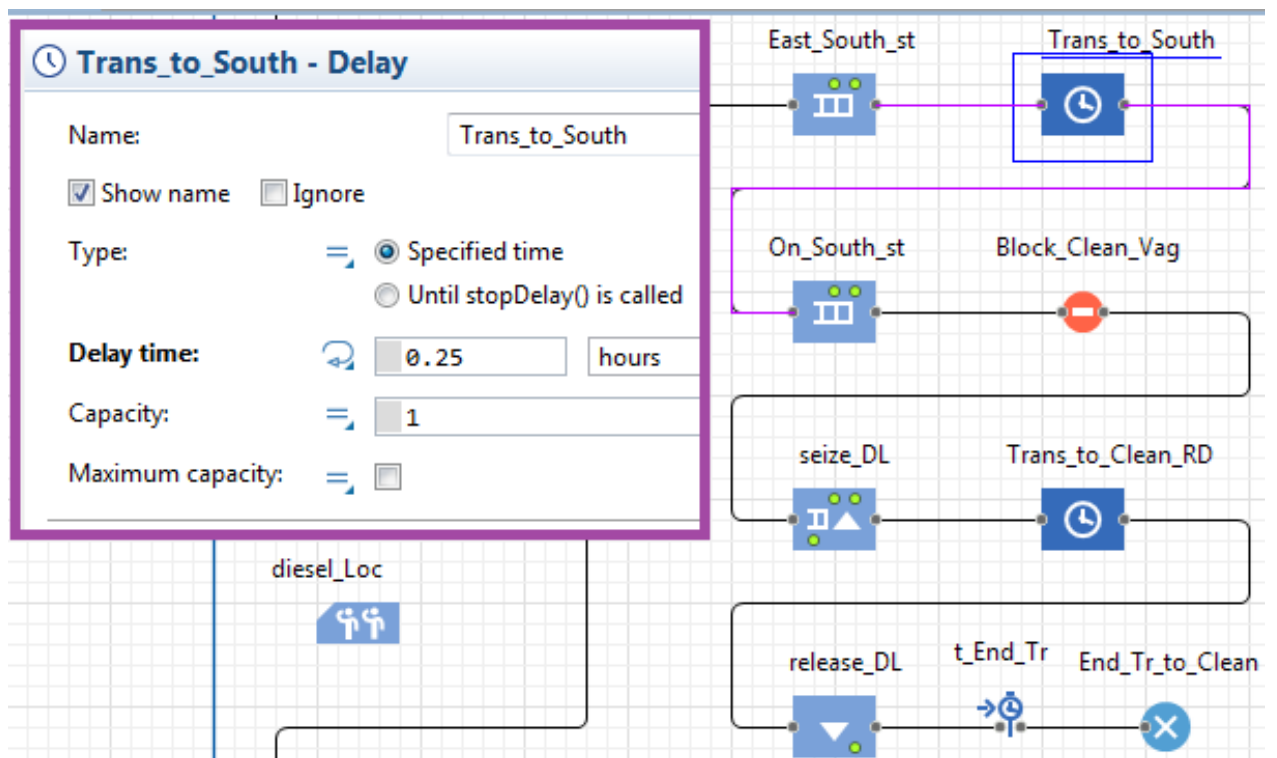 Trans_to_South - Delay
Name: Trans_to_South
Show name Ignore
Type: Specified time
Until stopDelay() is called
Delay time: 0.25 hours
Capacity: 1
Maximum capacity:
East_South_st Trans_to_South
On_South_st Block_Clean_Vag
seize_DL Trans_to_Clean_RD
diesel_Loc
release_DL t_End_Tr End_Tr_to_Clean